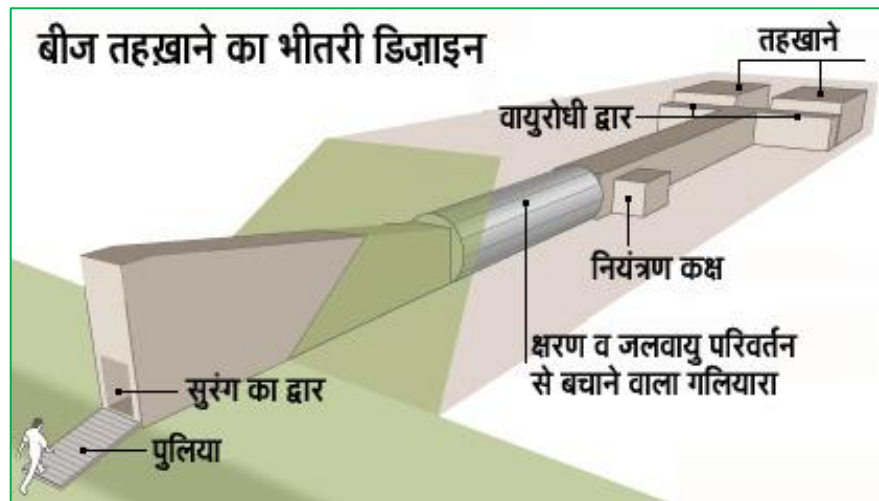 बीज तहख़ाने का भीतरी डिज़ाइन
तहखाने
वायुरोधी द्वार
नियंत्रण कक्ष
क्षरण व जलवायु परिवर्तन
से बचाने वाला गलियारा
सुरंग का द्वार
पुलिया